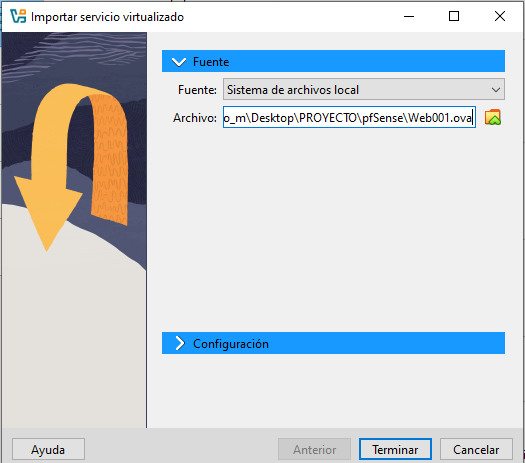 Importar servicio virtualizado
Fuente
Fuente: Sistema de archivos local
Archivo: o_m\Desktop\PROYECTO\pfSense\Web001.ova
Configuración
Ayuda Anterior Terminar Cancelar